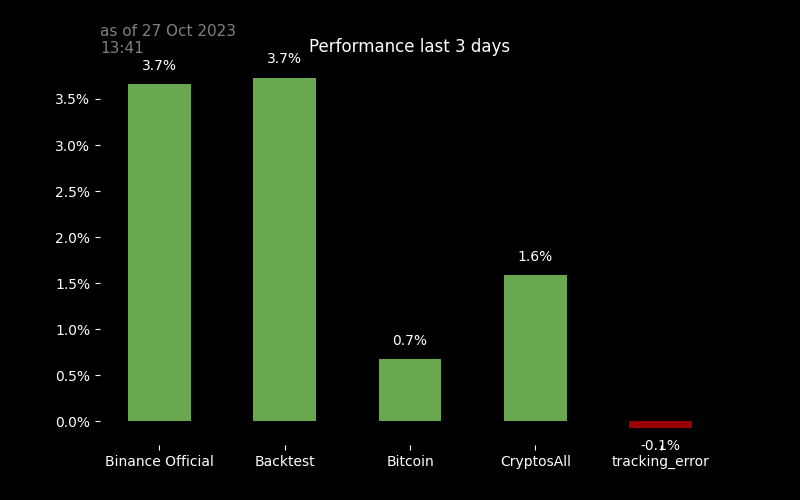 as of 27 Oct 2023
13:41
Performance last 3 days
3.7%
3.7%
0.7%
1.6%
-0.1%
3.5%
3.0%
2.5%
2.0%
1.5%
1.0%
0.5%
0.0%
Binance Official
Backtest
Bitcoin
CryptosAll
tracking_error